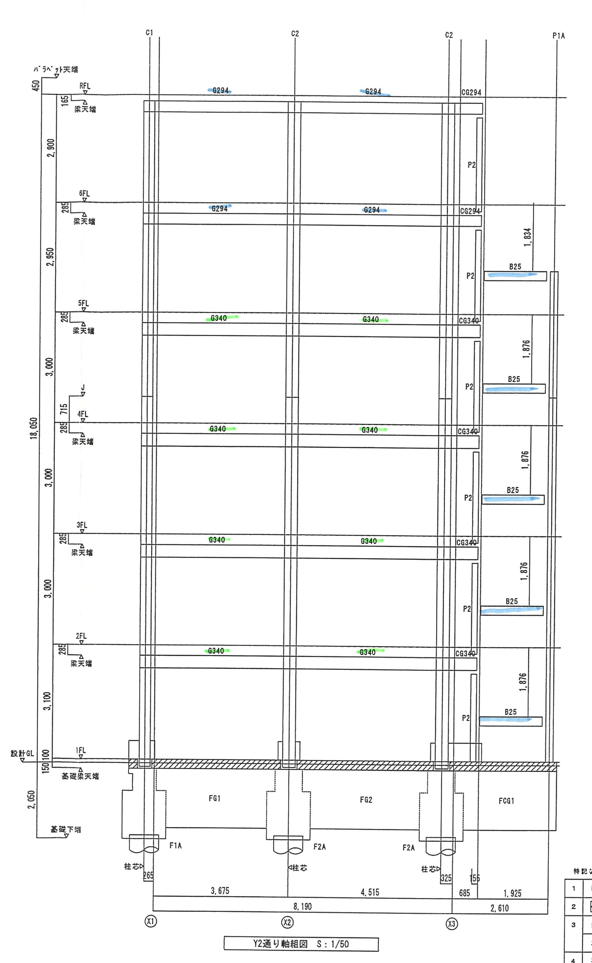 C1 C2 C2 P1A
パラペット天端
450
RFL
G294 G294 CG294
165
梁天端
2,900
P2
6FL
G294 G294 CG294
285
梁天端
1,834
2,950
P2
B25
5FL
G340 G340 CG340
285
梁天端
1,876
3,000
P2
B25
J
715
4FL
18,050
G340 G340 CG340
285
梁天端
1,876
3,000
P2
B25
3FL
G340 G340 CG340
285
梁天端
1,876
3,000
P2
B25
2FL
G340 G340 CG340
285
梁天端
1,876
3,100
P2
B25
設計GL
1FL
100
150
基礎梁天端
2,050
FG1 FG2 FCG1
基礎下端
F1A F2A F2A
柱芯 柱芯 柱芯
265 325 155
3,675 4,515 685 1,925
8,190 2,610
X1 X2 X3
Y2通り軸組図 S:1/50
特記
1
2
3
4